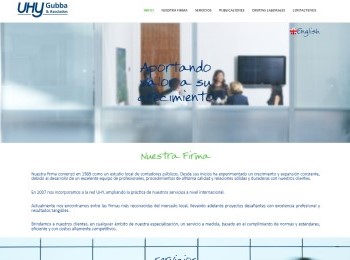 UHY Gubba
& Asociados
INICIO NUESTRA FIRMA SERVICIOS PUBLICACIONES OFERTAS LABORALES CONTACTENOS
English
Aportando
valor a su
crecimiento
Nuestra Firma
Nuestra firma comenzó en 1989 como un estudio local de contadores públicos. Desde sus inicios ha experimentado un crecimiento y expansión constante,
debido al desarrollo de un excelente equipo de profesionales, procedimientos de óptima calidad y relaciones sólidas y duraderas con nuestros clientes.
En 2007 nos incorporamos a la red UHY, ampliando la práctica de nuestros servicios a nivel internacional.
Actualmente nos encontramos entre las firmas más reconocidas del mercado local, llevando adelante proyectos desafiantes con excelencia profesional y
resultados tangibles.
Brindamos a nuestros clientes, en cualquier ámbito de nuestra especialización, un servicio a medida, basado en el cumplimiento de normas y estándares,
eficiente y con costos altamente competitivos.
Servicios